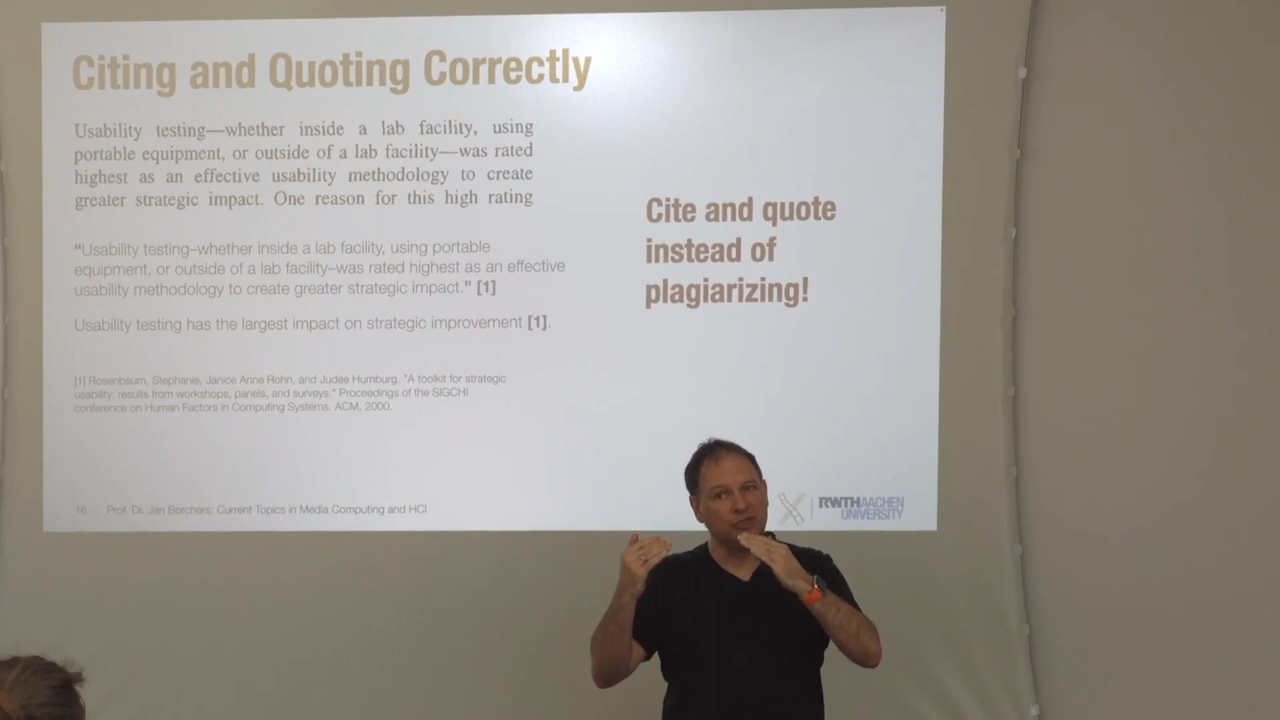 Citing and Quoting Correctly
Usability testing—whether inside a lab facility, using
portable equipment, or outside of a lab facility—was rated
highest as an effective usability methodology to create
greater strategic impact. One reason for this high rating
“Usability testing–whether inside a lab facility, using portable
equipment, or outside of a lab facility–was rated highest as an effective
usability methodology to create greater strategic impact.” [1]
Usability testing has the largest impact on strategic improvement [1].
[1] Rosenbaum, Stephanie, Janice Anne Rohn, and Judee Humburg. "A toolkit for strategic
usability: results from workshops, panels, and surveys." Proceedings of the SIGCHI
conference on Human Factors in Computing Systems. ACM, 2000.
Cite and quote
instead of
plagiarizing!
16 Prof. Dr. Jan Borchers: Current Topics in Media Computing and HCI
RWTHAACHEN
UNIVERSITY